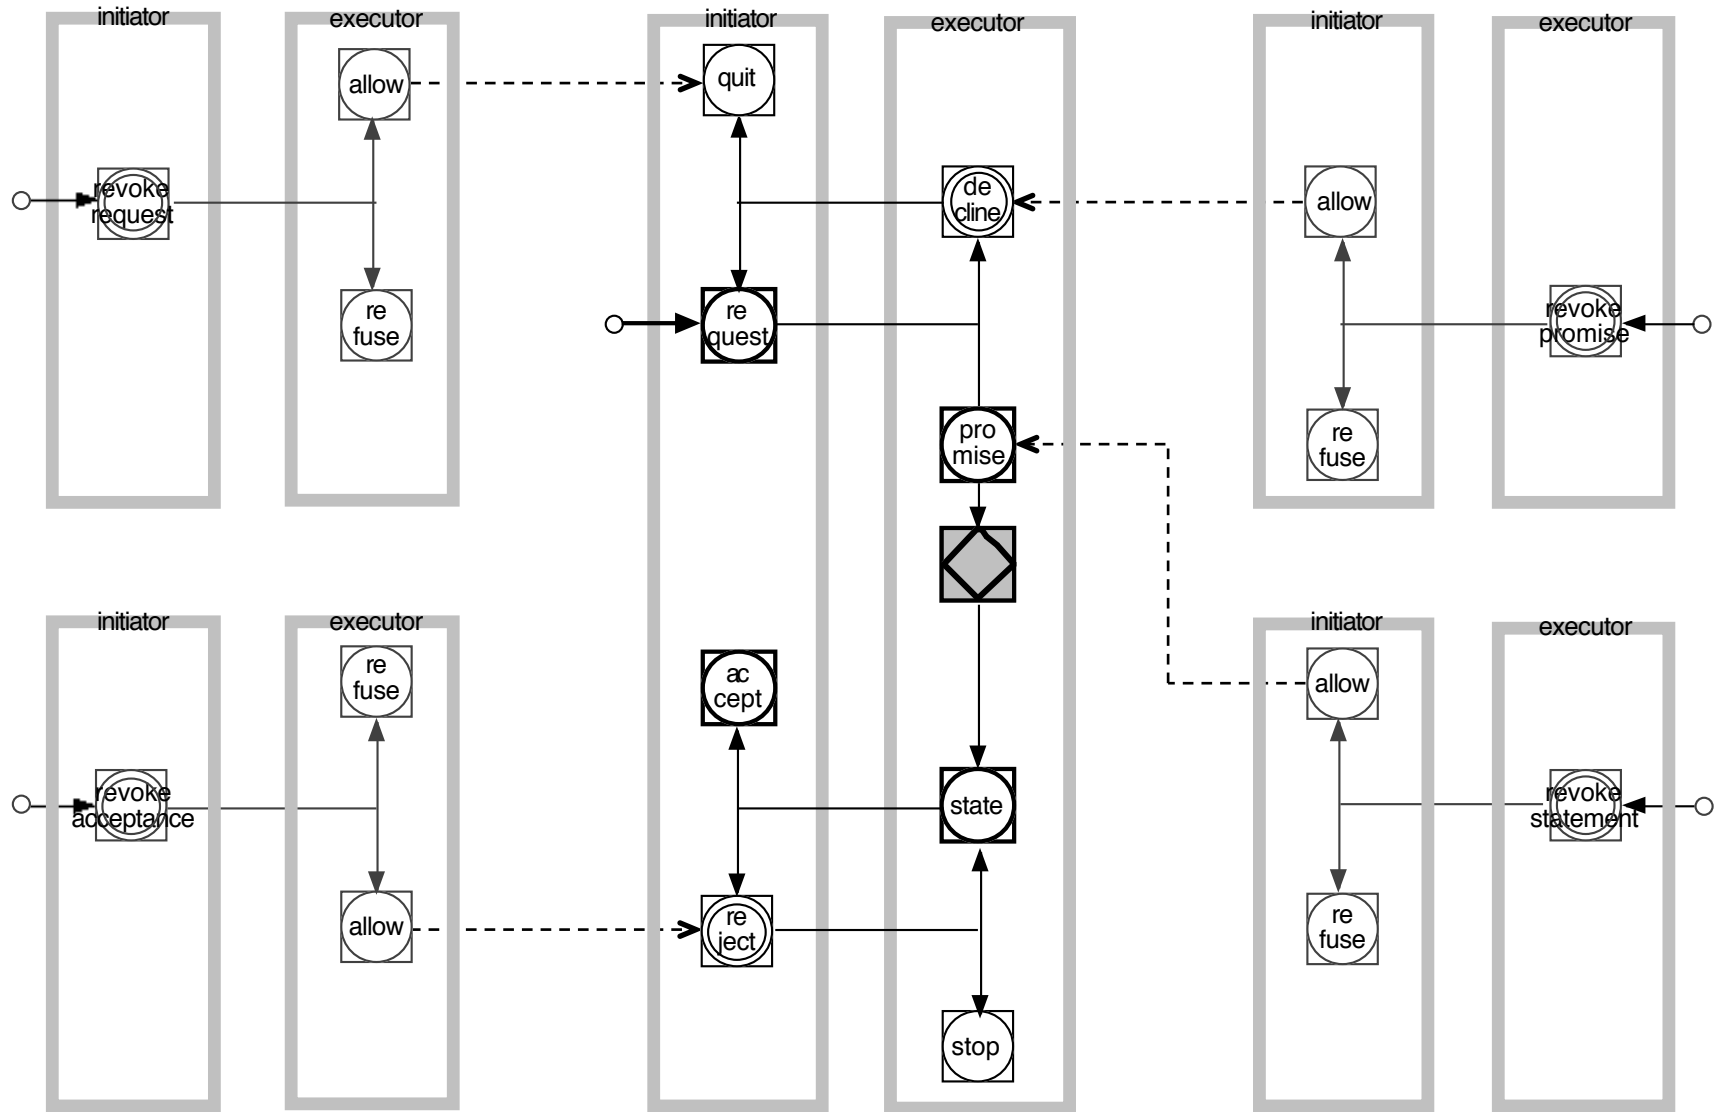 initiator
executor
initiator
executor
initiator
executor
allow
quit
revoke
request
de
cline
allow
re
fuse
re
quest
revoke
promise
pro
mise
re
fuse
initiator
executor
initiator
executor
re
fuse
ac
cept
allow
revoke
acceptance
state
revoke
statement
allow
re
ject
re
fuse
stop